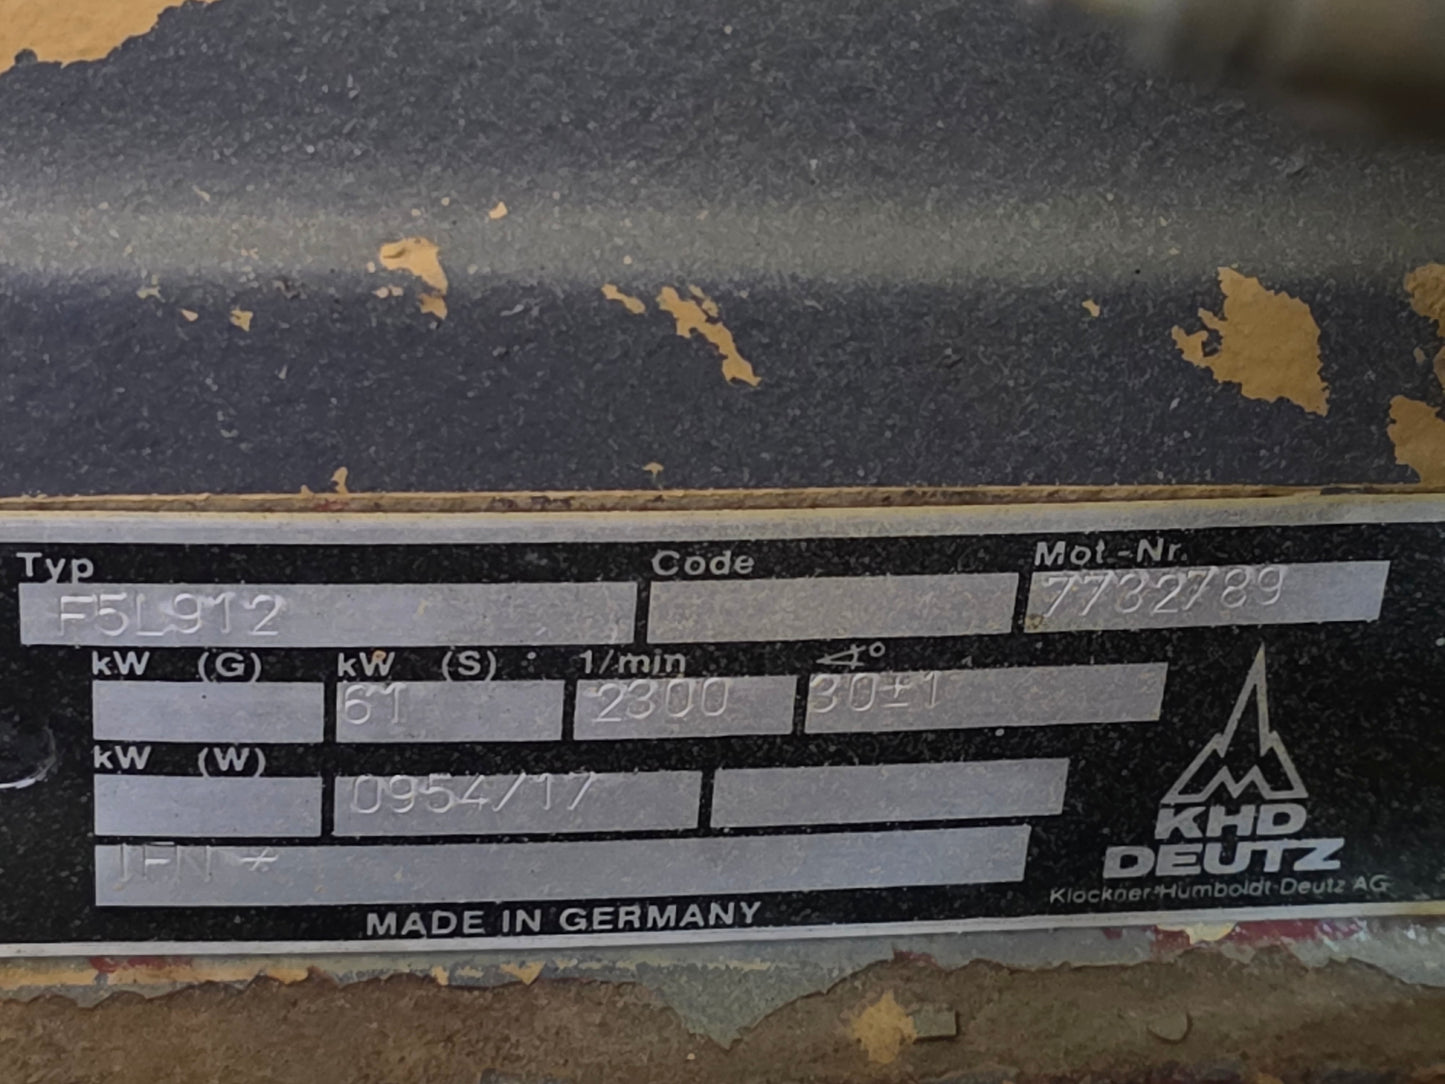 Typ Code Mot-Nr.
F5L912 7732789
kW (G) kW (S) 1/min ∢°
61 2300 30±1
kW (W)
0954/17
MADE IN GERMANY
KHD
DEUTZ
Klöckner-Humboldt-Deutz AG